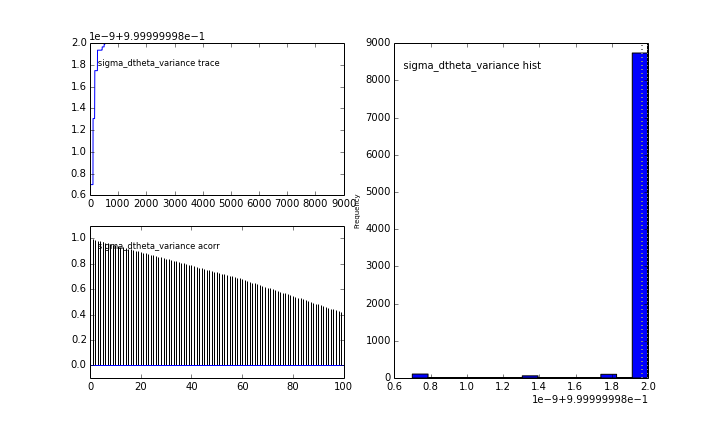 1e−9+9.99999998e−1
2.0
1.8
1.6
1.4
1.2
1.0
0.8
0.6
sigma_dtheta_variance trace
0 1000 2000 3000 4000 5000 6000 7000 8000 9000
1.0
0.8
0.6
0.4
0.2
0.0
sigma_dtheta_variance acorr
0 20 40 60 80 100
9000
8000
7000
6000
5000
4000
3000
2000
1000
0
Frequency
sigma_dtheta_variance hist
0.6 0.8 1.0 1.2 1.4 1.6 1.8 2.0
1e−9+9.99999998e−1